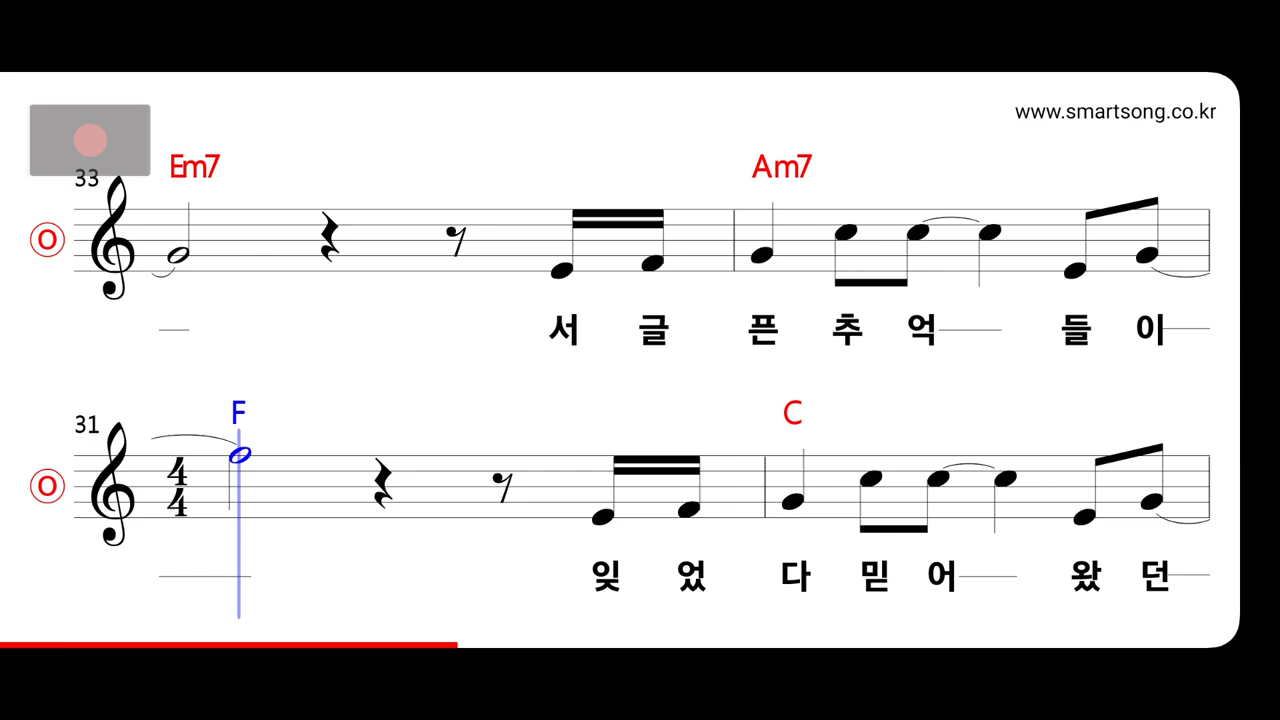 www.smartsong.co.kr
33 Em7 Am7
O
서 글 픈 추 억 들 이
31 F C
O 4 4
잊 었 다 믿 어 왔 던